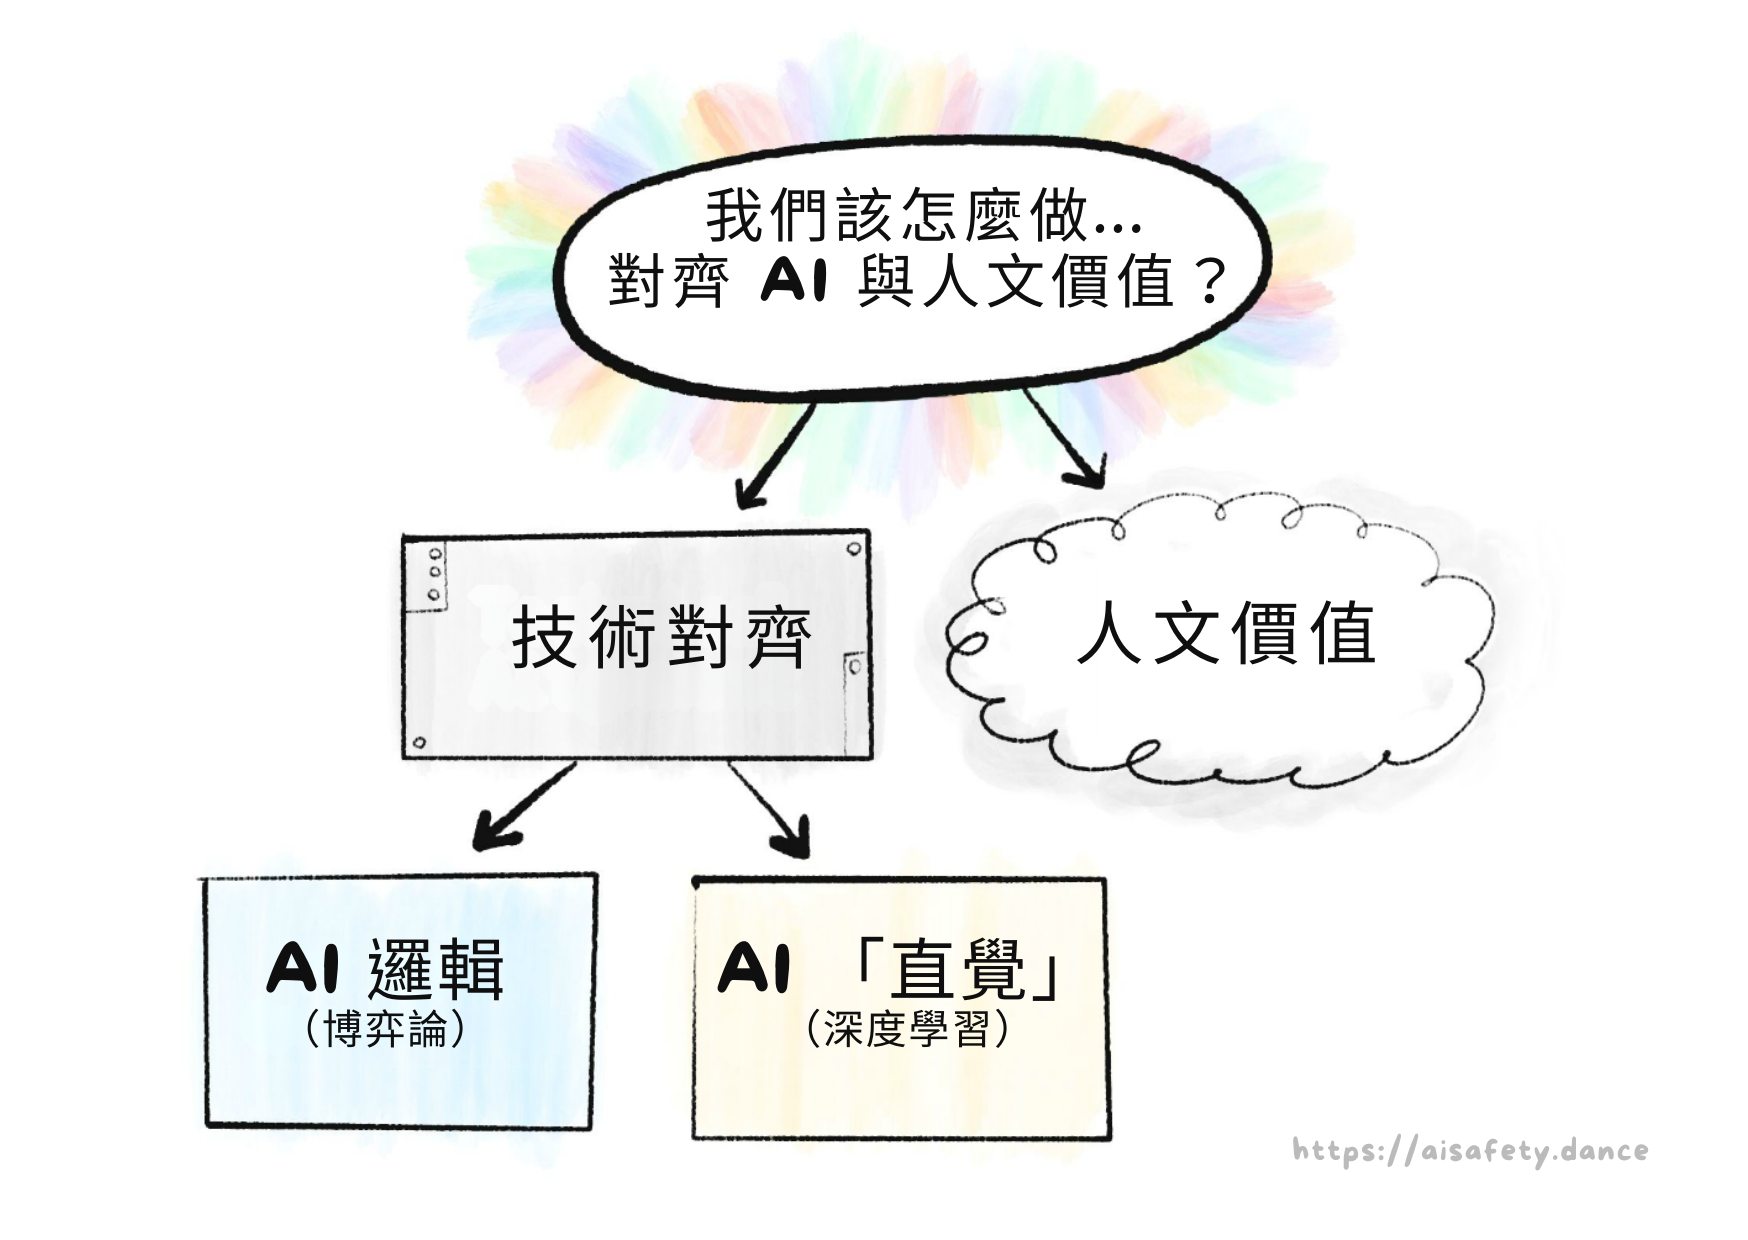 我們該怎麼做...
對齊 AI 與人文價值？
技術對齊
人文價值
AI 邏輯
（博弈論）
AI 「直覺」
（深度學習）
https://aisafety.dance